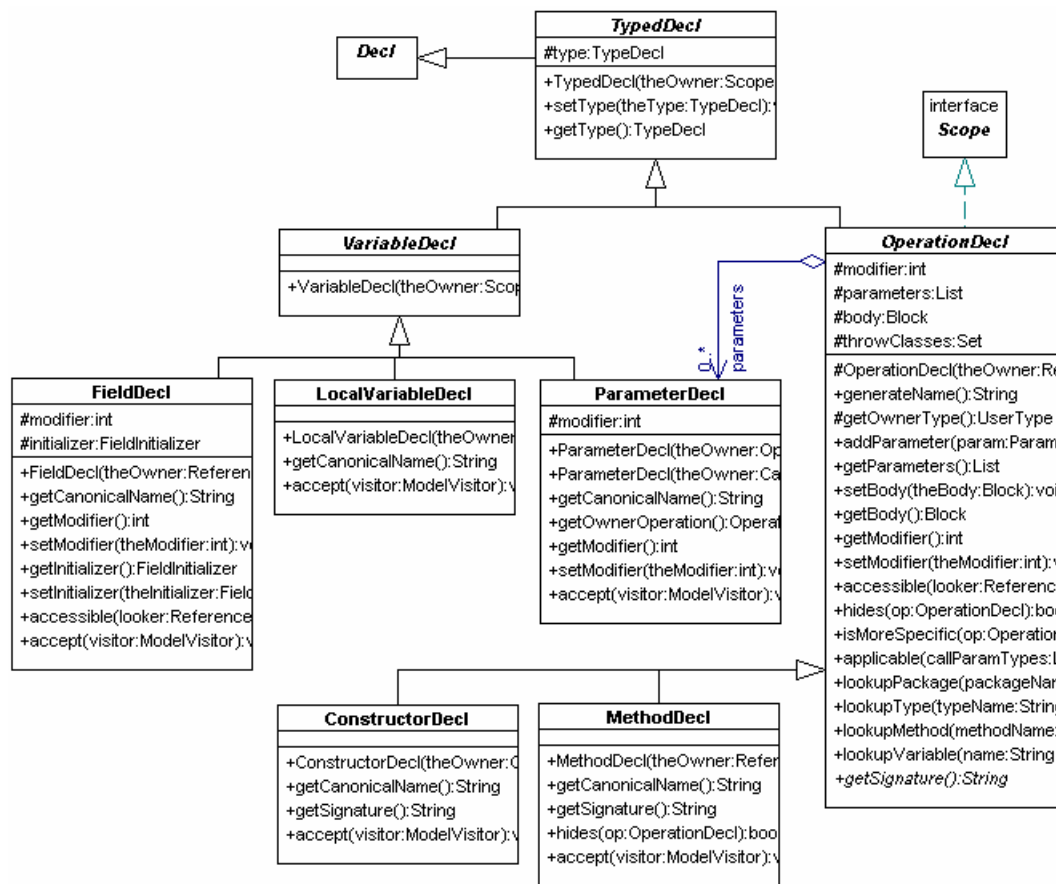 TypedDecl
#type:TypeDecl
+TypedDecl(theOwner:Scope
+setType(theType:TypeDecl):
+getType():TypeDecl
Decl
interface
Scope
VariableDecl
+VariableDecl(theOwner:Scop
OperationDecl
#modifier:int
#parameters:List
#body:Block
#throwClasses:Set
#OperationDecl(theOwner:Re
+generateName():String
#getOwnerType():UserType
+addParameter(param:Param
+getParameters():List
+setBody(theBody:Block):voi
+getBody():Block
+getModifier():int
+setModifier(theModifier:int):v
+accessible(looker:Referenc
+hides(op:OperationDecl):boo
+isMoreSpecific(op:Operation
+applicable(callParamTypes:L
+lookupPackage(packageNar
+lookupType(typeName:String
+lookupMethod(methodName:
+lookupVariable(name:String
+getSignature():String
0..*
parameters
FieldDecl
#modifier:int
#initializer:FieldInitializer
+FieldDecl(theOwner:Referen
+getCanonicalName():String
+getModifier():int
+setModifier(theModifier:int):v
+getInitializer():FieldInitializer
+setInitializer(theInitializer:Field
+accessible(looker:Reference
+accept(visitor:ModelVisitor):v
LocalVariableDecl
+LocalVariableDecl(theOwner
+getCanonicalName():String
+accept(visitor:ModelVisitor):v
ParameterDecl
#modifier:int
+ParameterDecl(theOwner:Op
+ParameterDecl(theOwner:Ca
+getCanonicalName():String
+getOwnerOperation():Operat
+getModifier():int
+setModifier(theModifier:int):v
+accept(visitor:ModelVisitor):v
ConstructorDecl
+ConstructorDecl(theOwner:C
+getCanonicalName():String
+getSignature():String
+accept(visitor:ModelVisitor):v
MethodDecl
+MethodDecl(theOwner:Refer
+getCanonicalName():String
+getSignature():String
+hides(op:OperationDecl):boo
+accept(visitor:ModelVisitor):v